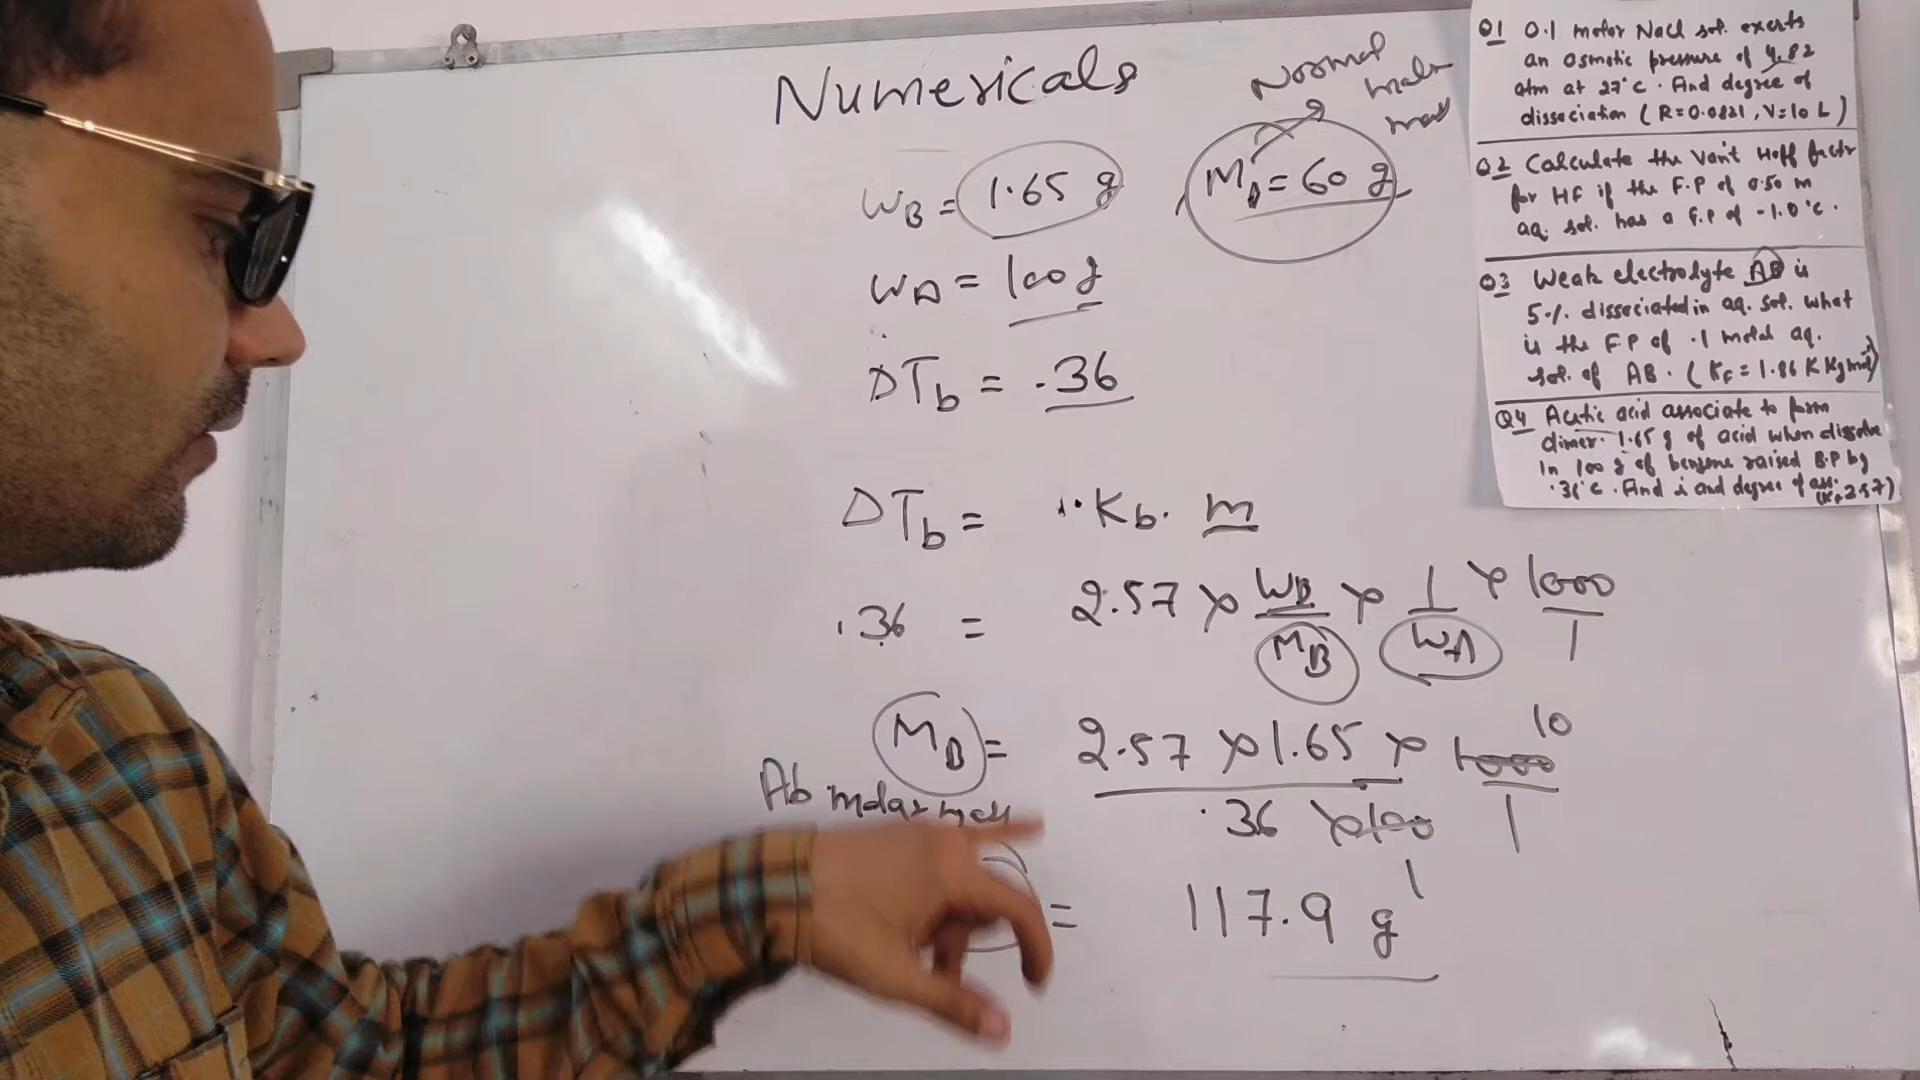 Numericals
Normal
molar
mass
WB = 1.65 g
MB = 60 g
WA = 100 g
ΔTb = .36
ΔTb = Kb. m
.36 = 2.57 × WB/MB × 1/WA × 1000/1
MB = 2.57 × 1.65 × 1000 10
.36 × 100 1
1
Ab molar mass
= 117.9 g
Q1 0.1 molar NaCl sol. exerts
an osmotic pressure of 4.82
atm at 27°C. Find degree of
dissociation (R=0.0821, V=10 L)
Q2 Calculate the Van't Hoff factr
for HF if the F.P of 0.50 m
aq. sol. has a F.P of -1.0°C.
Q3 Weak electrolyte AB is
5% dissociated in aq. sol. what
is the F.P of .1 molal aq.
sol. of AB. (KF = 1.86 K Kg mol⁻¹)
Q4 Acetic acid associate to form
dimer. 1.65 g of acid when dissolve
in 100 g of benzene raised B.P by
.36°C. Find i and degree of ass.